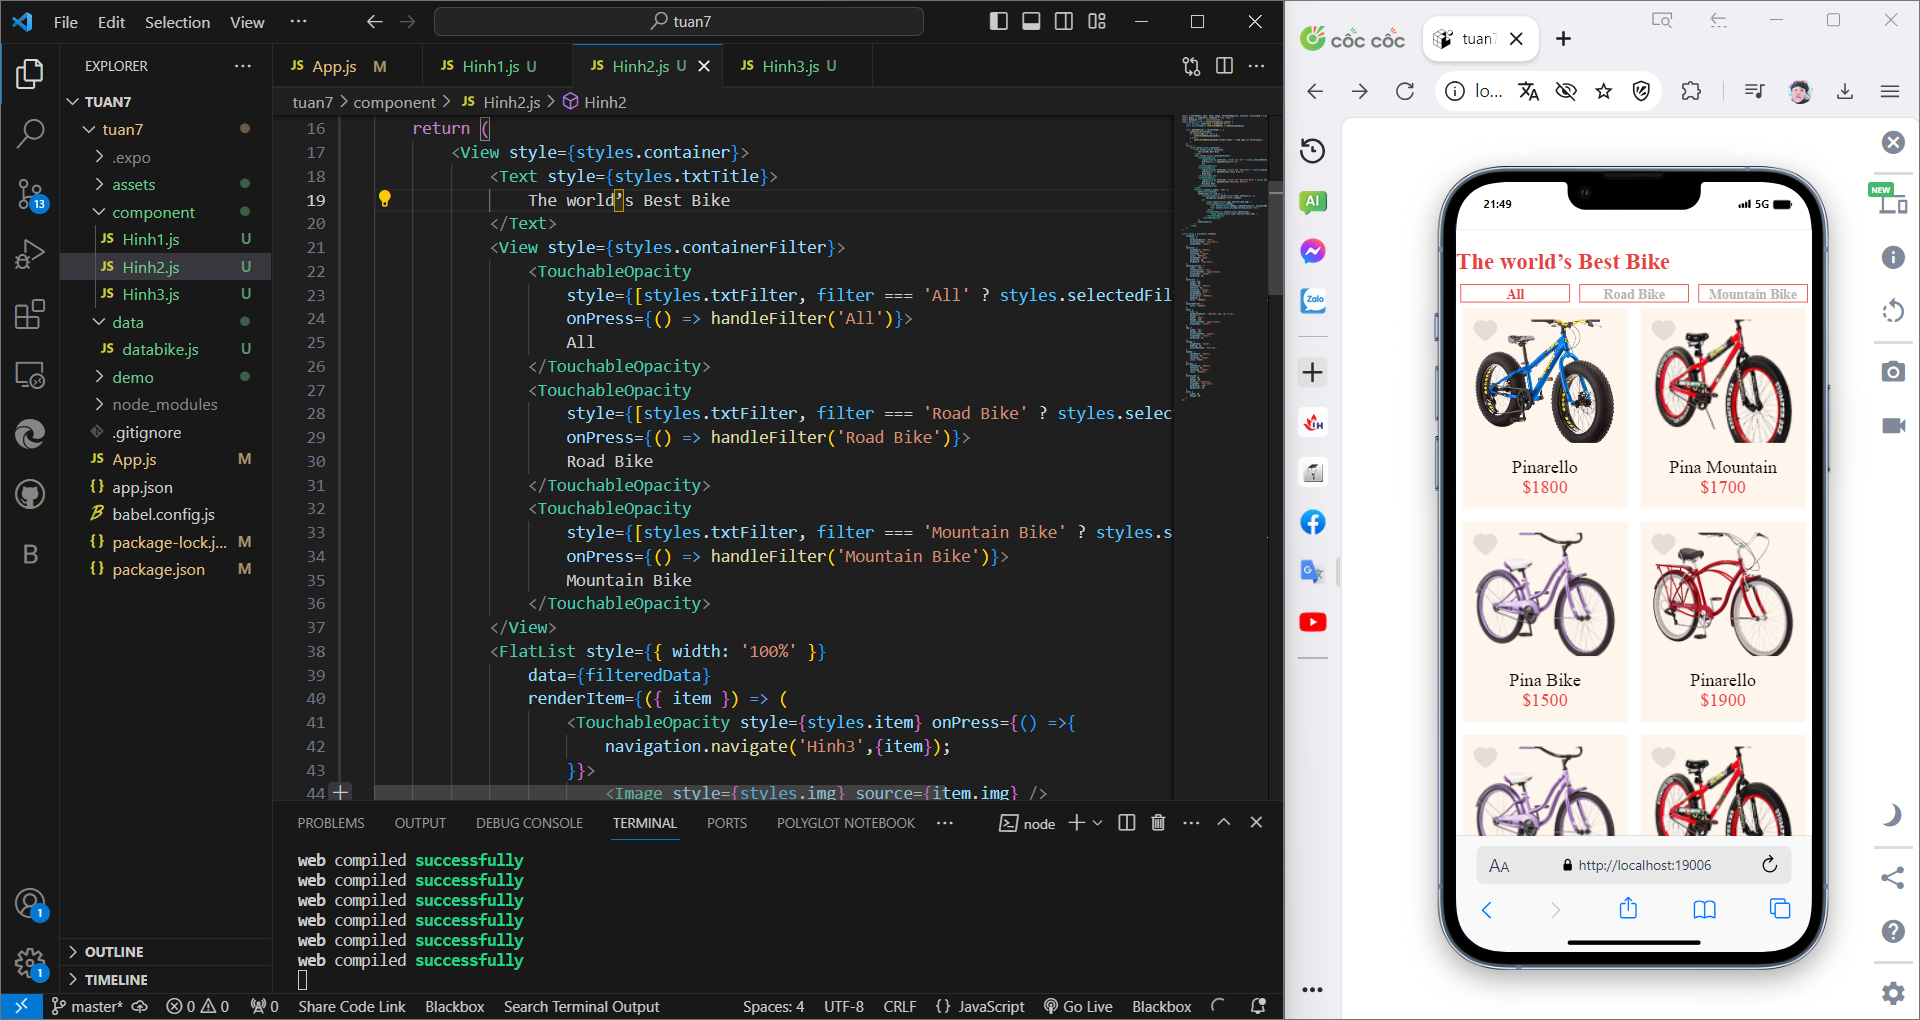 File Edit Selection View ··· tuan7
EXPLORER ···
TUAN7
tuan7
.expo
assets
component
JS Hinh1.js U
JS Hinh2.js U
JS Hinh3.js U
data
JS databike.js U
demo
node_modules
.gitignore
JS App.js M
{} app.json
babel.config.js
{} package-lock.j... M
{} package.json M
OUTLINE
TIMELINE
13
B
1
1
JS App.js M JS Hinh1.js U JS Hinh2.js U JS Hinh3.js U ···
tuan7 > component > JS Hinh2.js > Hinh2
16 return (
17 <View style={styles.container}>
18 <Text style={styles.txtTitle}>
19 The world’s Best Bike
20 </Text>
21 <View style={styles.containerFilter}>
22 <TouchableOpacity
23 style={[styles.txtFilter, filter === 'All' ? styles.selectedFil
24 onPress={() => handleFilter('All')}>
25 All
26 </TouchableOpacity>
27 <TouchableOpacity
28 style={[styles.txtFilter, filter === 'Road Bike' ? styles.selec
29 onPress={() => handleFilter('Road Bike')}>
30 Road Bike
31 </TouchableOpacity>
32 <TouchableOpacity
33 style={[styles.txtFilter, filter === 'Mountain Bike' ? styles.s
34 onPress={() => handleFilter('Mountain Bike')}>
35 Mountain Bike
36 </TouchableOpacity>
37 </View>
38 <FlatList style={{ width: '100%' }}
39 data={filteredData}
40 renderItem={({ item }) => (
41 <TouchableOpacity style={styles.item} onPress={() =>{
42 navigation.navigate('Hinh3',{item});
43 }}>
44 <Image style={styles.img} source={item.img} />
PROBLEMS OUTPUT DEBUG CONSOLE TERMINAL PORTS POLYGLOT NOTEBOOK ··· node
web compiled successfully
web compiled successfully
web compiled successfully
web compiled successfully
web compiled successfully
web compiled successfully
master* 0 0 0 Share Code Link Blackbox Search Terminal Output Spaces: 4 UTF-8 CRLF {} JavaScript Go Live Blackbox
CỐC CỐC tuan7
lo...
AI
Zalo
IH
NEW
21:49 5G
The world’s Best Bike
All Road Bike Mountain Bike
Pinarello
$1800
Pina Mountain
$1700
Pina Bike
$1500
Pinarello
$1900
AA http://localhost:19006